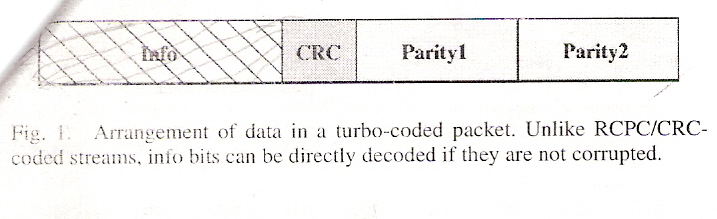 Info CRC Parity1 Parity2
Fig. 1. Arrangement of data in a turbo-coded packet. Unlike RCPC/CRC-
coded streams, info bits can be directly decoded if they are not corrupted.